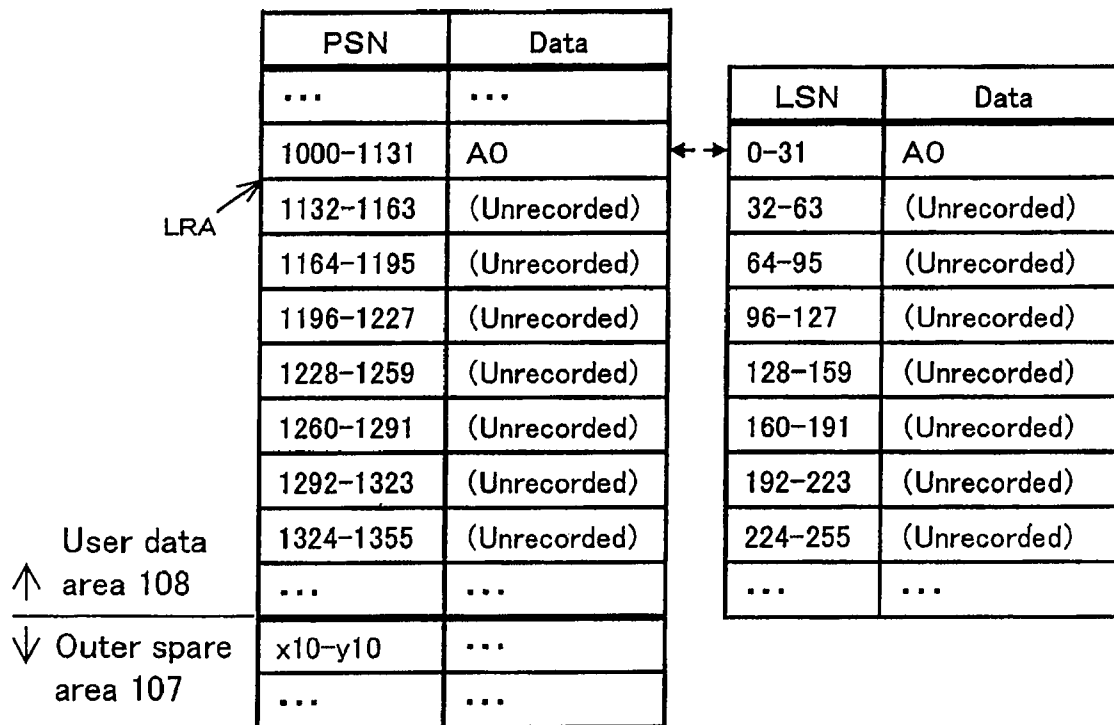 PSN Data
... ...
1000-1131 A0
1132-1163 (Unrecorded)
1164-1195 (Unrecorded)
1196-1227 (Unrecorded)
1228-1259 (Unrecorded)
1260-1291 (Unrecorded)
1292-1323 (Unrecorded)
1324-1355 (Unrecorded)
... ...
x10-y10 ...
... ...
LRA
User data
↑ area 108
↓ Outer spare
area 107
LSN Data
0-31 A0
32-63 (Unrecorded)
64-95 (Unrecorded)
96-127 (Unrecorded)
128-159 (Unrecorded)
160-191 (Unrecorded)
192-223 (Unrecorded)
224-255 (Unrecorded)
... ...